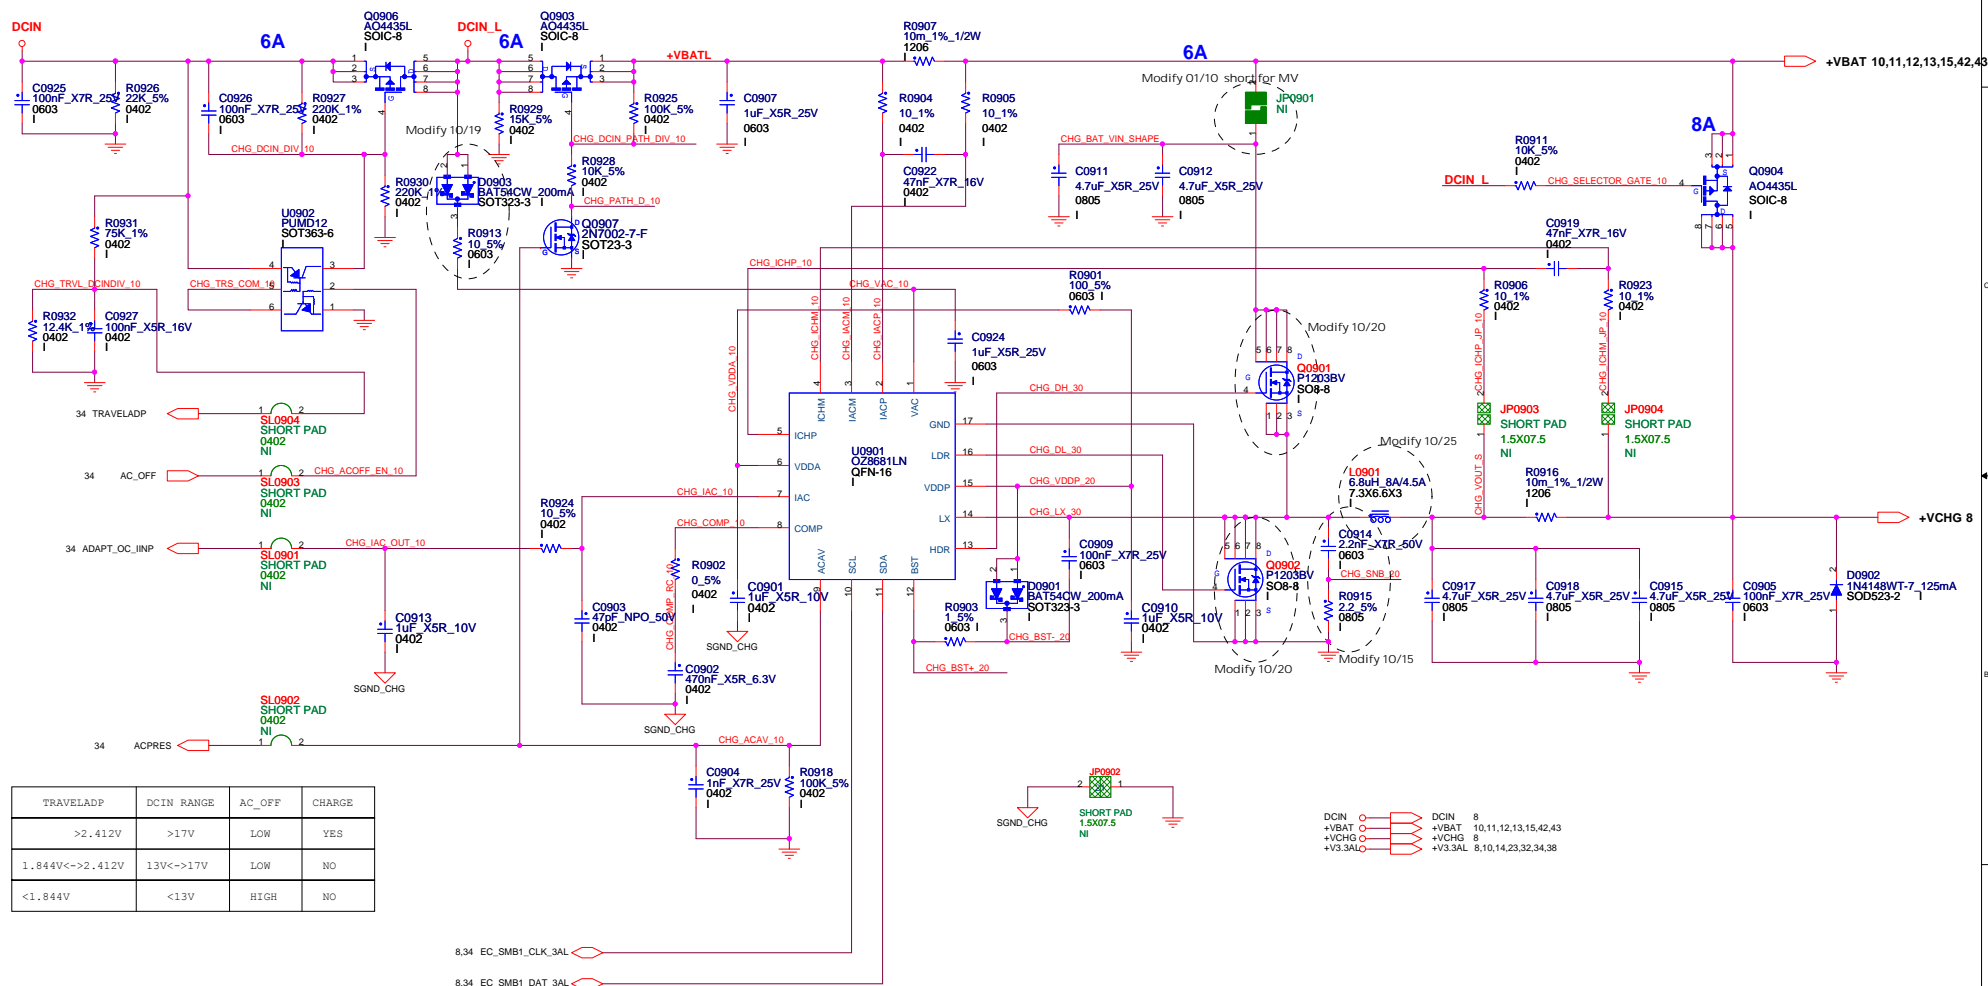 DCIN
6A
Q0906
AO4435L
SOIC-8
I
DCIN_L
6A
Q0903
AO4435L
SOIC-8
I
+VBATL
R0907
10m_1%_1/2W
1206
I
6A
Modify 01/10 short for MV
JP0901
NI
+VBAT 10,11,12,13,15,42,43
C0925
100nF_X7R_25V
0603
I
R0926
22K_5%
0402
I
C0926
100nF_X7R_25V
0603
I
R0927
220K_1%
0402
I
Modify 10/19
R0929
15K_5%
0402
I
R0925
100K_5%
0402
I
C0907
1uF_X5R_25V
0603
R0904
10_1%
0402
I
R0905
10_1%
0402
I
CHG_DCIN_DIV_10
CHG_DCIN_PATH_DIV_10
CHG_BAT_VIN_SHAPE
8A
R0911
10K_5%
0402
I
DCIN_L
CHG_SELECTOR_GATE_10
Q0904
AO4435L
SOIC-8
I
R0930
220K_1%
0402
I
D0903
BAT54CW_200mA
SOT323-3
R0928
10K_5%
0402
I
CHG_PATH_D_10
C0922
47nF_X7R_16V
0402
I
C0911
4.7uF_X5R_25V
0805
I
C0912
4.7uF_X5R_25V
0805
I
R0931
75K_1%
0402
I
U0902
PUMD12
SOT363-6
I
R0913
10_5%
0603
I
Q0907
2N7002-7-F
SOT23-3
I
C0919
47nF_X7R_16V
0402
I
CHG_TRVL_DCINDIV_10
CHG_TRS_COM_10
CHG_ICHP_10
CHG_VAC_10
R0901
100_5%
0603 I
R0906
10_1%
0402
I
R0923
10_1%
0402
I
R0932
12.4K_1%
0402
I
C0927
100nF_X5R_16V
0402
I
CHG_VDDA_10
CHG_ICHM_10
CHG_IACM_10
CHG_IACP_10
C0924
1uF_X5R_25V
0603
I
Modify 10/20
Q0901
P1203BV
SO8-8
I
CHG_ICHP_JP_10
CHG_ICHM_JP_10
34 TRAVELADP
SL0904
SHORT PAD
0402
NI
34 AC_OFF
CHG_ACOFF_EN_10
SL0903
SHORT PAD
0402
NI
U0901
OZ8681LN
QFN-16
I
ICHM
IACM
IACP
VAC
ICHP
VDDA
IAC
COMP
GND
LDR
VDDP
LX
HDR
ACAV
SCL
SDA
BST
CHG_DH_30
CHG_DL_30
CHG_VDDP_20
CHG_LX_30
JP0903
SHORT PAD
1.5X07.5
NI
JP0904
SHORT PAD
1.5X07.5
NI
Modify 10/25
L0901
6.8uH_8A/4.5A
7.3X6.6X3
I
CHG_VOUT_S
R0916
10m_1%_1/2W
1206
I
+VCHG 8
34 ADAPT_OC_IINP
SL0901
SHORT PAD
0402
NI
CHG_IAC_OUT_10
R0924
10_5%
0402
I
CHG_IAC_10
CHG_COMP_10
R0902
0_5%
0402
I
C0901
1uF_X5R_10V
0402
I
SGND_CHG
C0913
1uF_X5R_10V
0402
I
SGND_CHG
C0903
47pF_NPO_50V
0402
I
C0902
470nF_X5R_6.3V
0402
I
SGND_CHG
R0903
1_5%
0603 I
D0901
BAT54CW_200mA
SOT323-3
CHG_BST-_20
CHG_BST+_20
C0909
100nF_X7R_25V
0603
I
C0910
1uF_X5R_10V
0402
I
Q0902
P1203BV
SO8-8
I
Modify 10/20
C0914
2.2nF_X7R_50V
0603
I
CHG_SNB_20
R0915
2.2_5%
0805
I
Modify 10/15
C0917
4.7uF_X5R_25V
0805
I
C0918
4.7uF_X5R_25V
0805
I
C0915
4.7uF_X5R_25V
0805
I
C0905
100nF_X7R_25V
0603
I
D0902
1N4148WT-7_125mA
SOD523-2
I
SL0902
SHORT PAD
0402
NI
34 ACPRES
CHG_ACAV_10
C0904
1nF_X7R_25V
0402
I
R0918
100K_5%
0402
I
JP0902
SGND_CHG
SHORT PAD
1.5X07.5
NI
DCIN DCIN 8
+VBAT +VBAT 10,11,12,13,15,42,43
+VCHG +VCHG 8
+V3.3AL +V3.3AL 8,10,14,23,32,34,38
TRAVELADP DCIN RANGE AC_OFF CHARGE
>2.412V >17V LOW YES
1.844V<->2.412V 13V<->17V LOW NO
<1.844V <13V HIGH NO
8,34 EC_SMB1_CLK_3AL
8,34 EC_SMB1_DAT_3AL